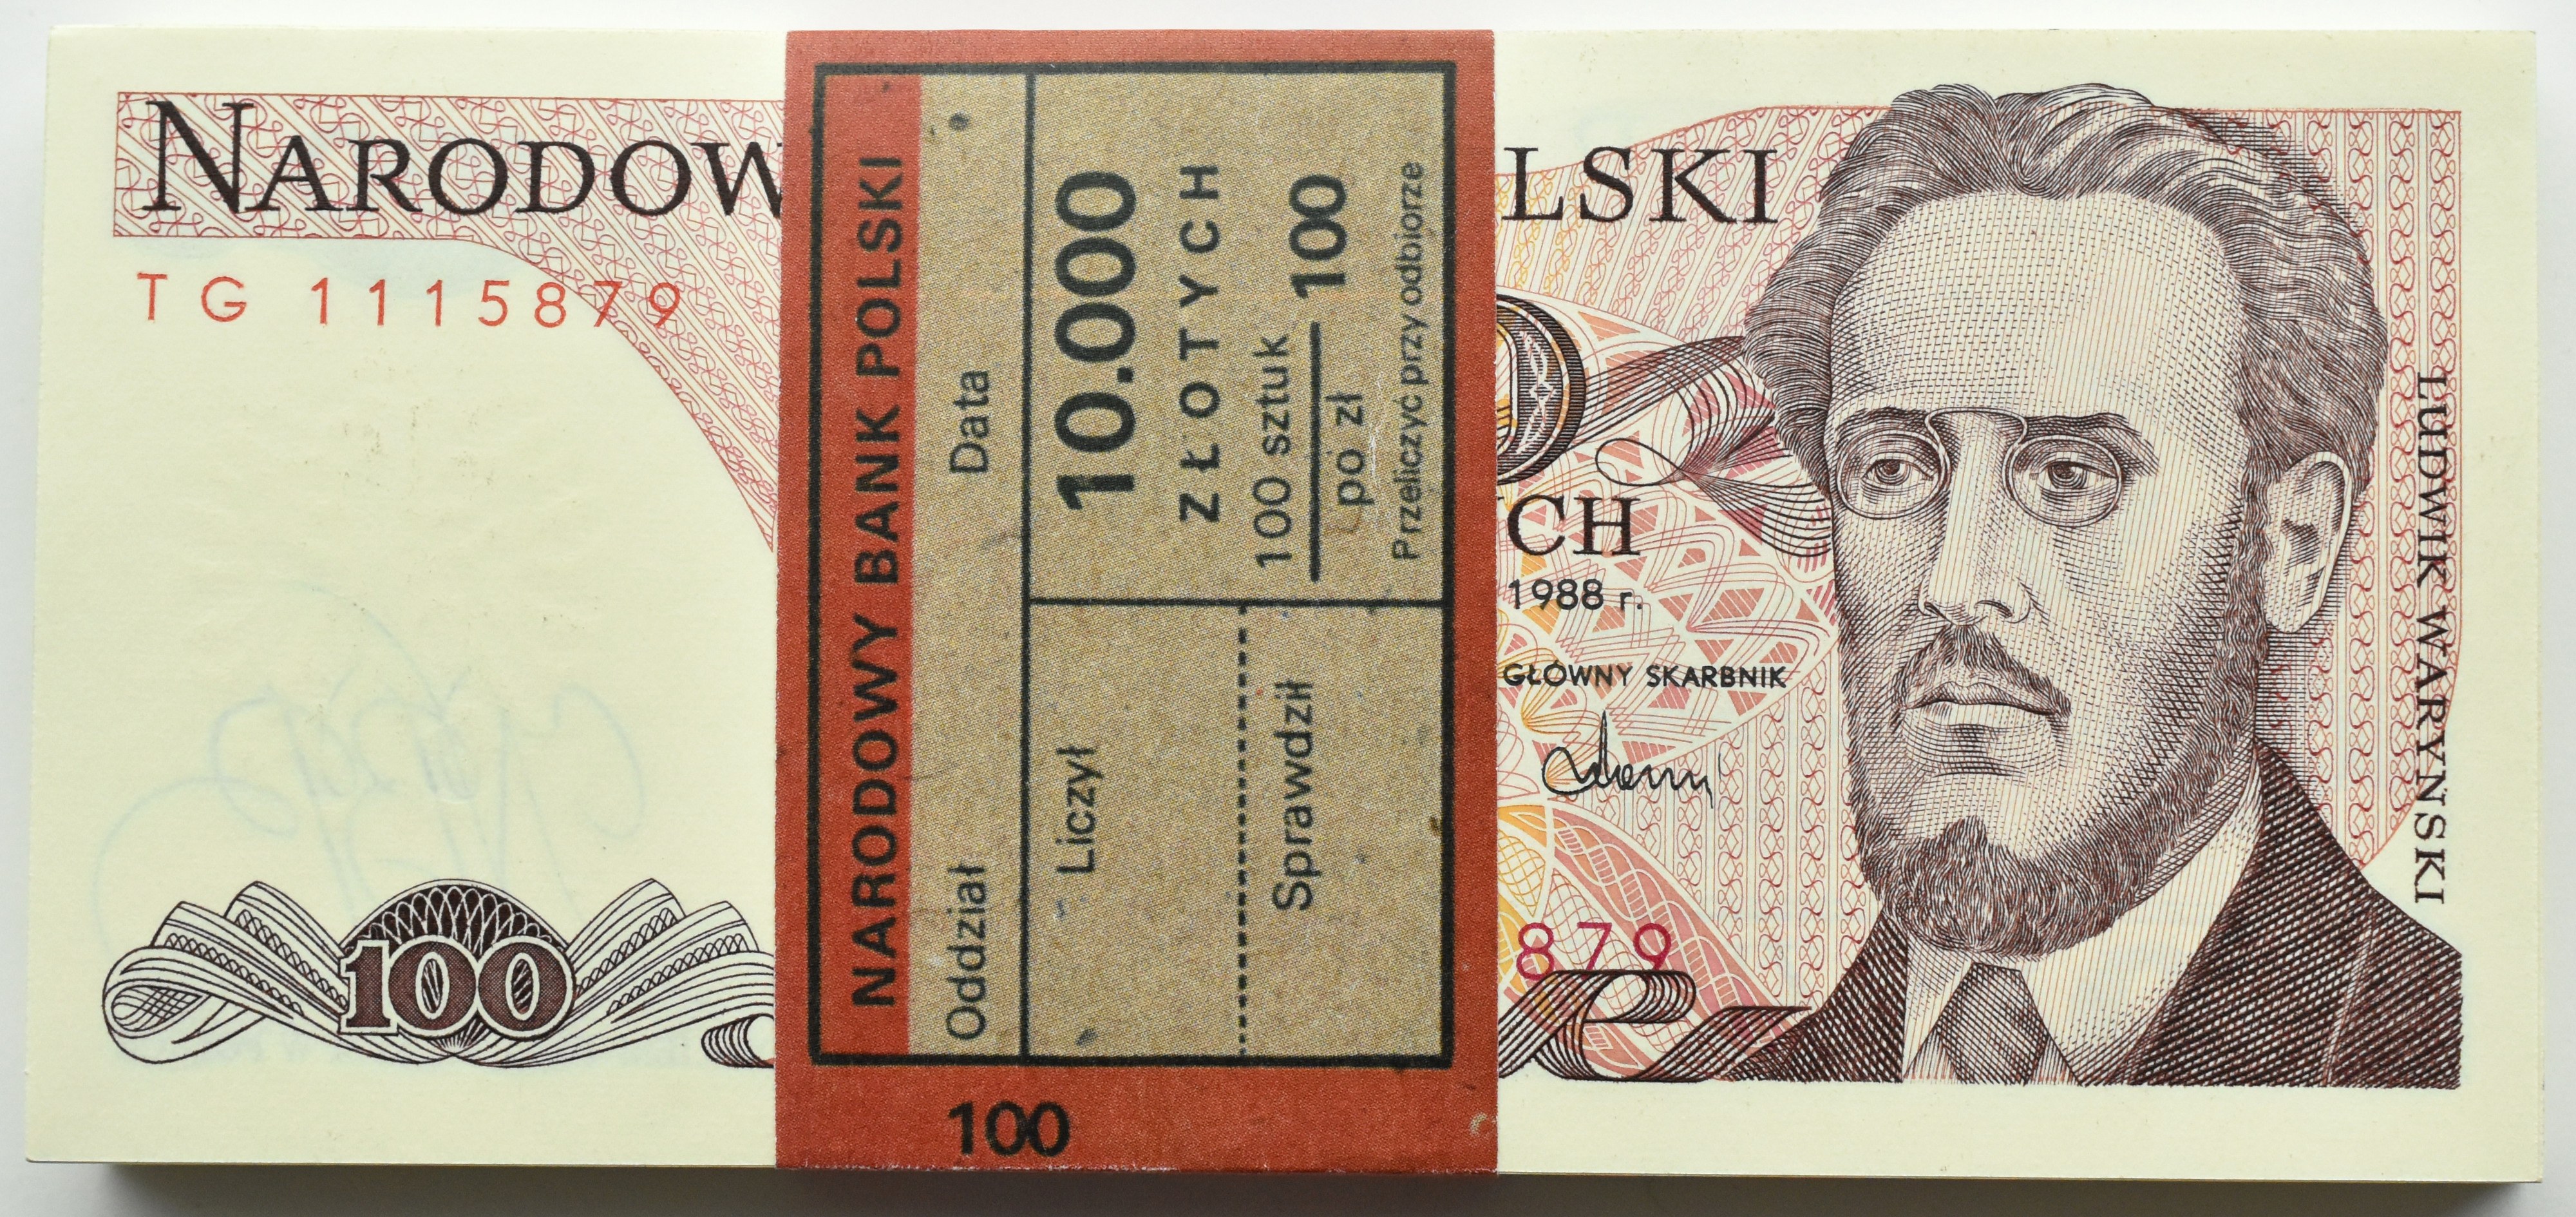 NARODOW
LSKI
TG 1115879
CH
1988 r.
GŁÓWNY SKARBNIK
879
100
LUDWIK WARYŃSKI
NARODOWY BANK POLSKI
Oddział Data
10.000
ZŁOTYCH
100 sztuk
po zł 100
Przeliczyć przy odbiorze
Liczył
Sprawdził
100